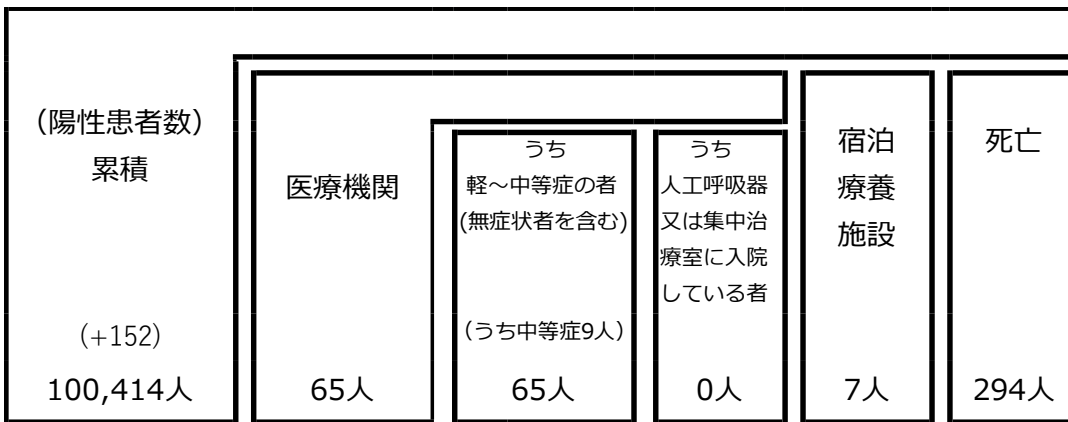 (陽性患者数)
累積
(+152)
100,414人
医療機関
65人
うち
軽~中等症の者
(無症状者を含む)
(うち中等症9人)
65人
うち
人工呼吸器
又は集中治
療室に入院
している者
0人
宿泊
療養
施設
7人
死亡
294人